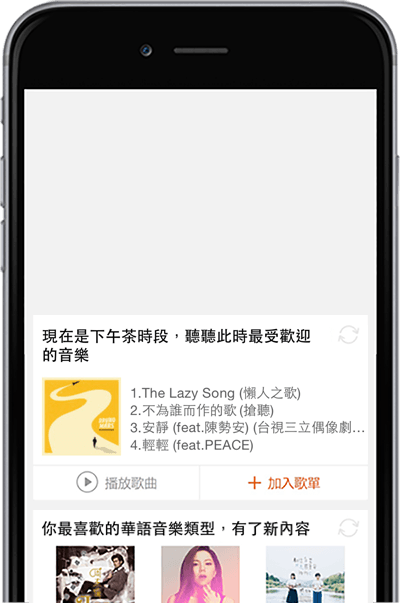 現在是下午茶時段，聽聽此時最受歡迎
的音樂
1.The Lazy Song (懶人之歌)
2.不為誰而作的歌 (搶聽)
3.安靜 (feat.陳勢安) (台視三立偶像劇…
4.輕輕 (feat.PEACE)
播放歌曲
＋ 加入歌單
你最喜歡的華語音樂類型，有了新內容